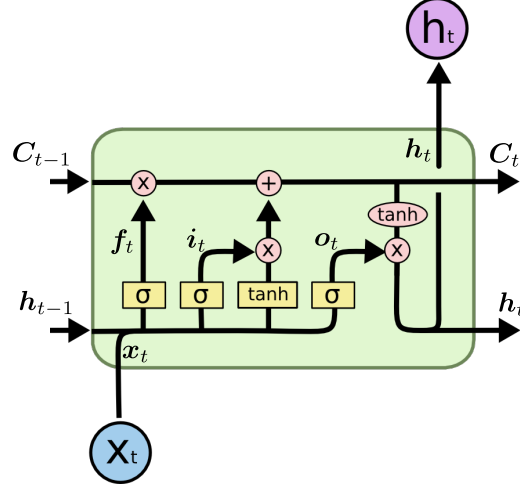 hₜ
hₜ
Cₜ₋₁
Cₜ
x
+
tanh
fₜ
iₜ
x
oₜ
x
σ
σ
tanh
σ
hₜ₋₁
hₜ
xₜ
Xₜ